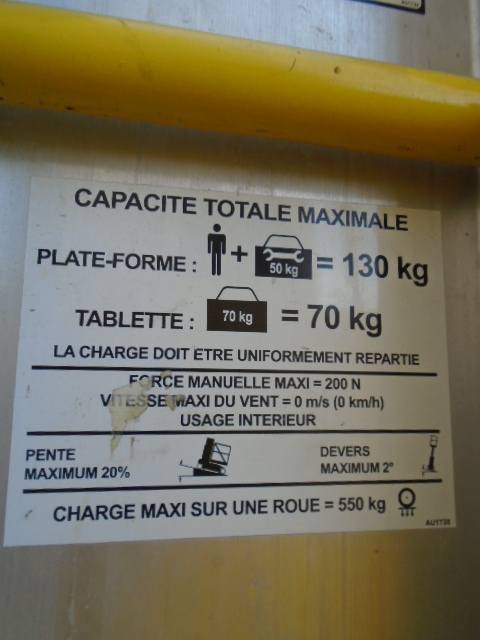 CAPACITE TOTALE MAXIMALE
PLATE-FORME : + 50 kg = 130 kg
TABLETTE : 70 kg = 70 kg
LA CHARGE DOIT ETRE UNIFORMEMENT REPARTIE
FORCE MANUELLE MAXI = 200 N
VITESSE MAXI DU VENT = 0 m/s (0 km/h)
USAGE INTERIEUR
PENTE
MAXIMUM 20%
DEVERS
MAXIMUM 2°
CHARGE MAXI SUR UNE ROUE = 550 kg